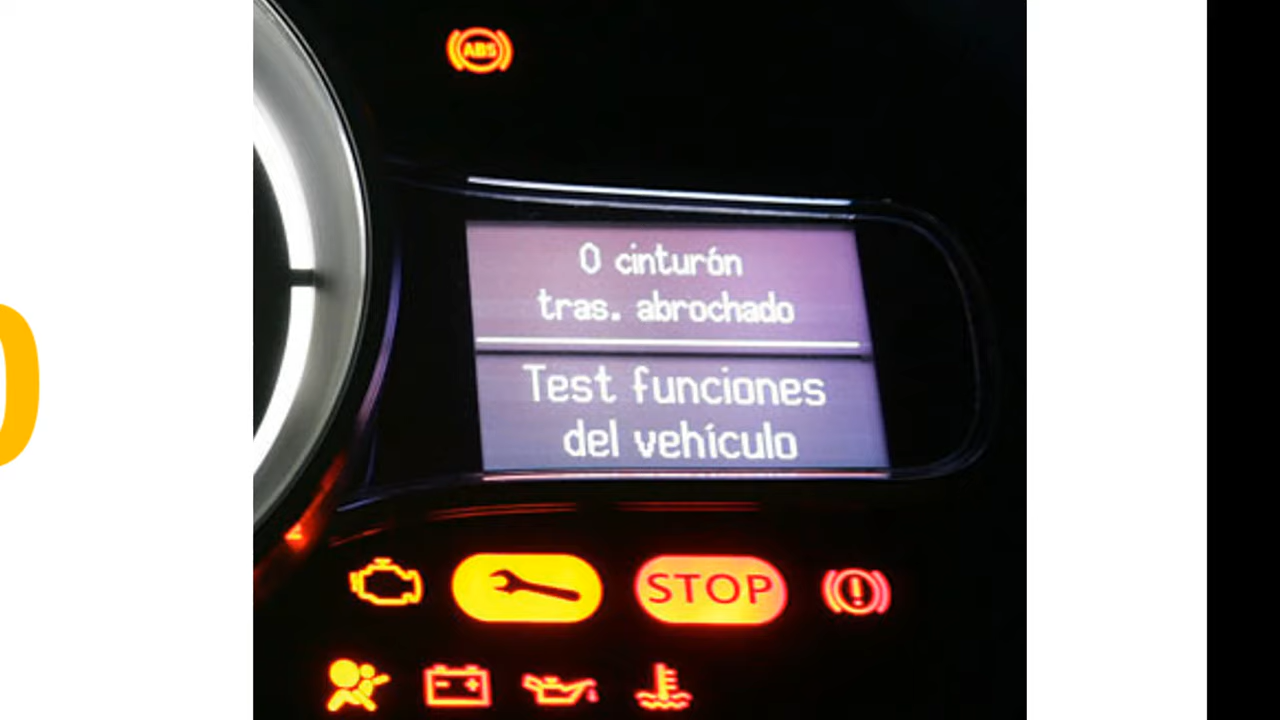 ABS
0 cinturón
tras. abrochado
Test funciones
del vehículo
STOP